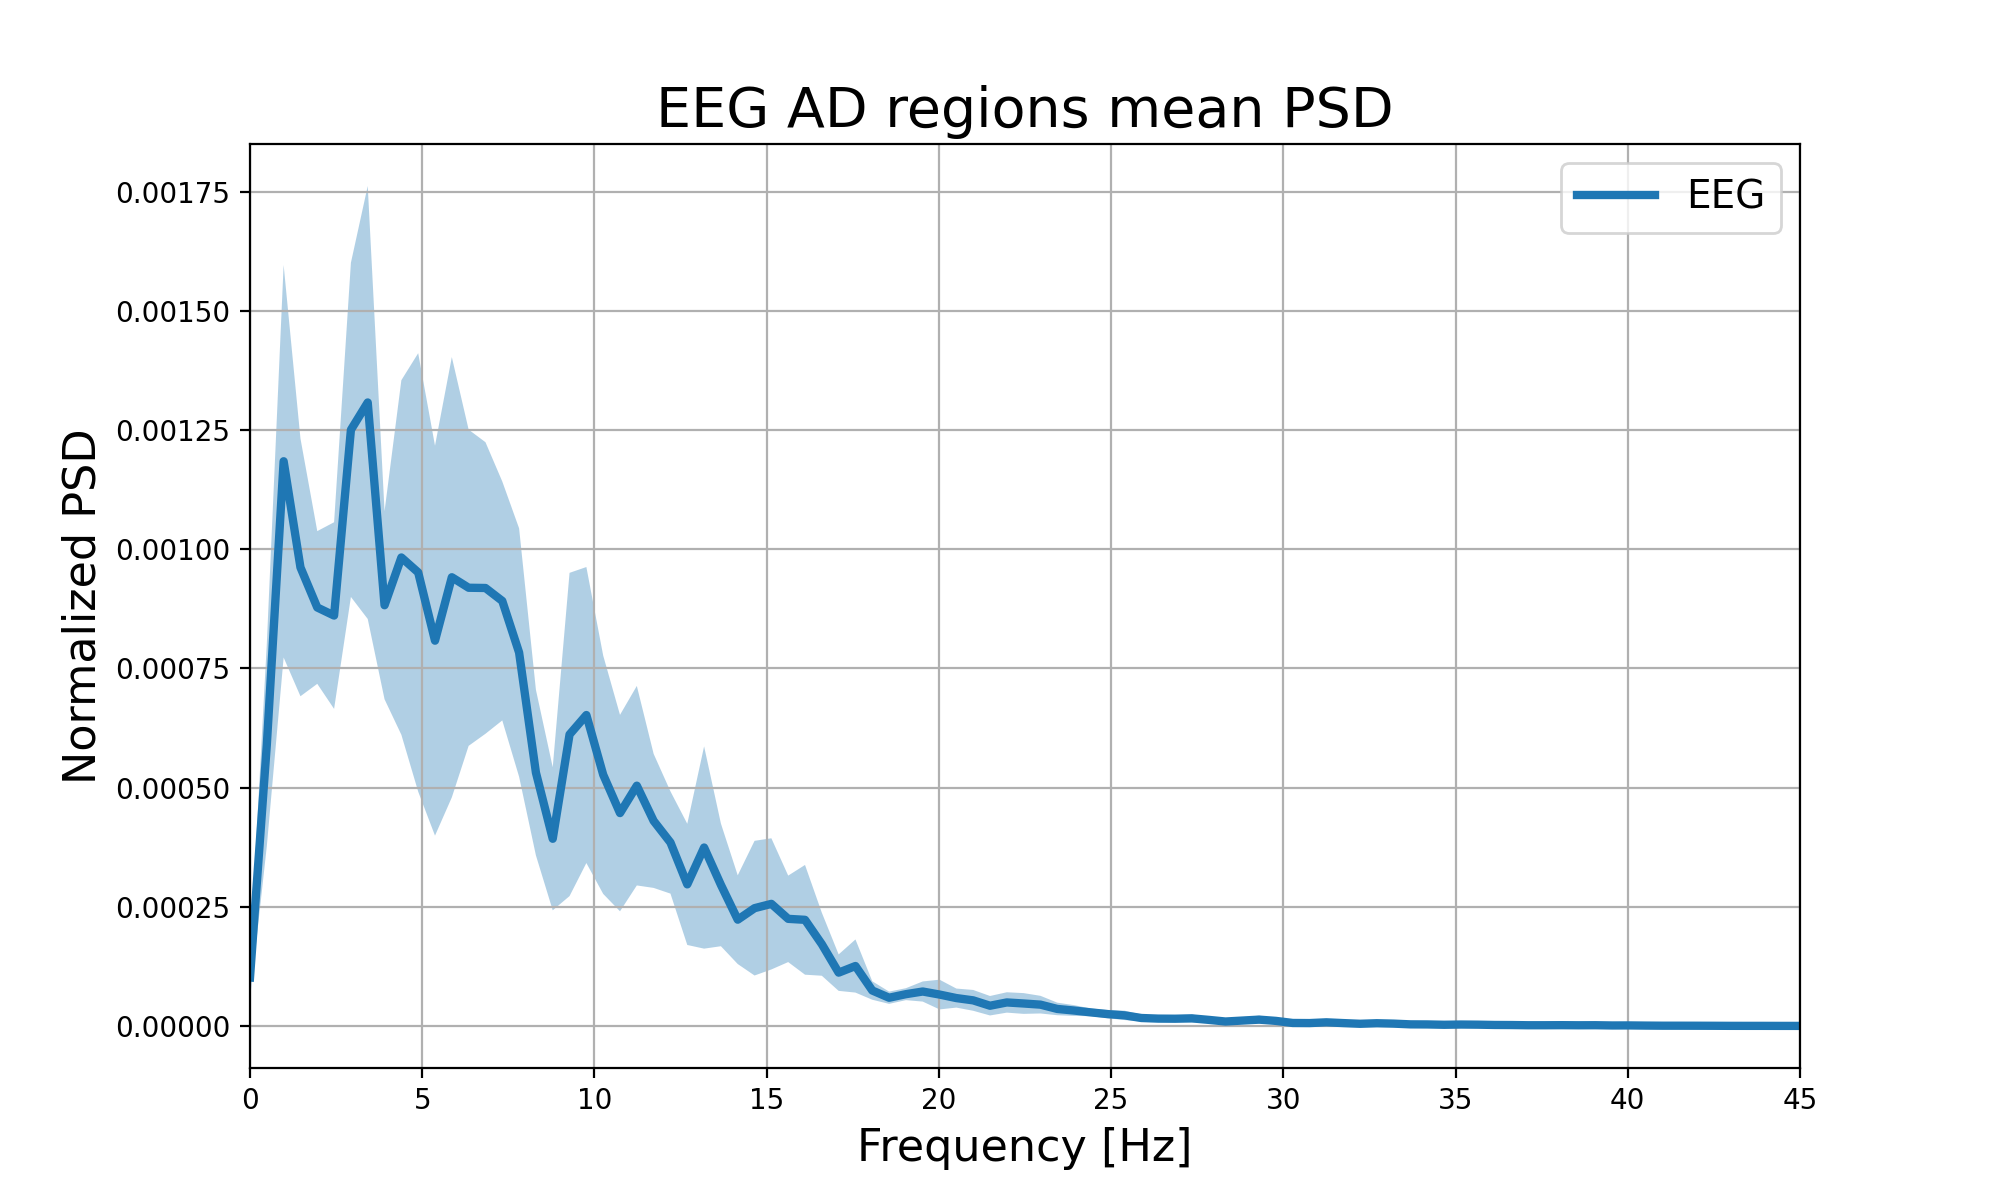 EEG AD regions mean PSD
EEG
Normalized PSD
0.00175
0.00150
0.00125
0.00100
0.00075
0.00050
0.00025
0.00000
0 5 10 15 20 25 30 35 40 45
Frequency [Hz]